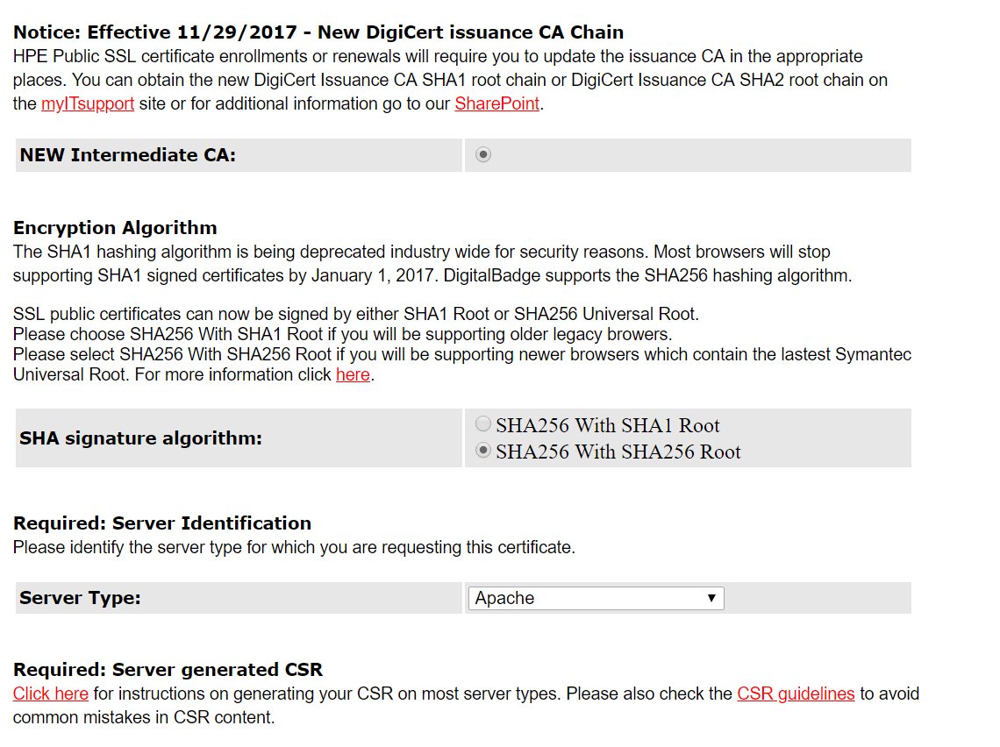 Notice: Effective 11/29/2017 - New DigiCert issuance CA Chain
HPE Public SSL certificate enrollments or renewals will require you to update the issuance CA in the appropriate
places. You can obtain the new DigiCert Issuance CA SHA1 root chain or DigiCert Issuance CA SHA2 root chain on
the myITsupport site or for additional information go to our SharePoint.
NEW Intermediate CA:
Encryption Algorithm
The SHA1 hashing algorithm is being deprecated industry wide for security reasons. Most browsers will stop
supporting SHA1 signed certificates by January 1, 2017. DigitalBadge supports the SHA256 hashing algorithm.
SSL public certificates can now be signed by either SHA1 Root or SHA256 Universal Root.
Please choose SHA256 With SHA1 Root if you will be supporting older legacy browers.
Please select SHA256 With SHA256 Root if you will be supporting newer browsers which contain the lastest Symantec
Universal Root. For more information click here.
SHA signature algorithm:
SHA256 With SHA1 Root
SHA256 With SHA256 Root
Required: Server Identification
Please identify the server type for which you are requesting this certificate.
Server Type:
Apache
Required: Server generated CSR
Click here for instructions on generating your CSR on most server types. Please also check the CSR guidelines to avoid
common mistakes in CSR content.